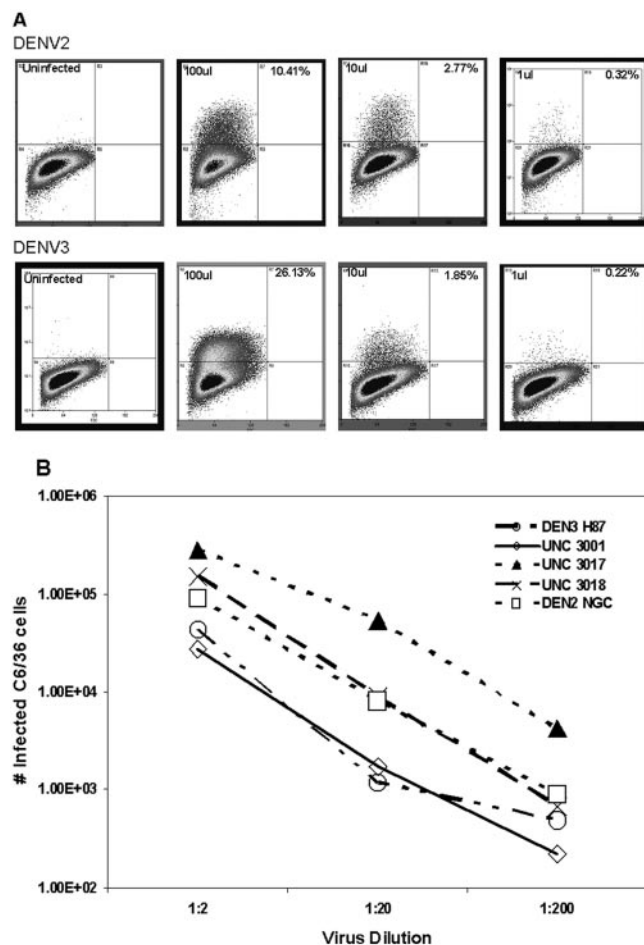 A
DENV2
Uninfected
100ul 10.41%
10ul 2.77%
1ul 0.32%
DENV3
Uninfected
100ul 26.13%
10ul 1.85%
1ul 0.22%
B
1.00E+06
1.00E+05
1.00E+04
1.00E+03
1.00E+02
# Infected C6/36 cells
DEN3 H87
UNC 3001
UNC 3017
UNC 3018
DEN2 NGC
1:2 1:20 1:200
Virus Dilution